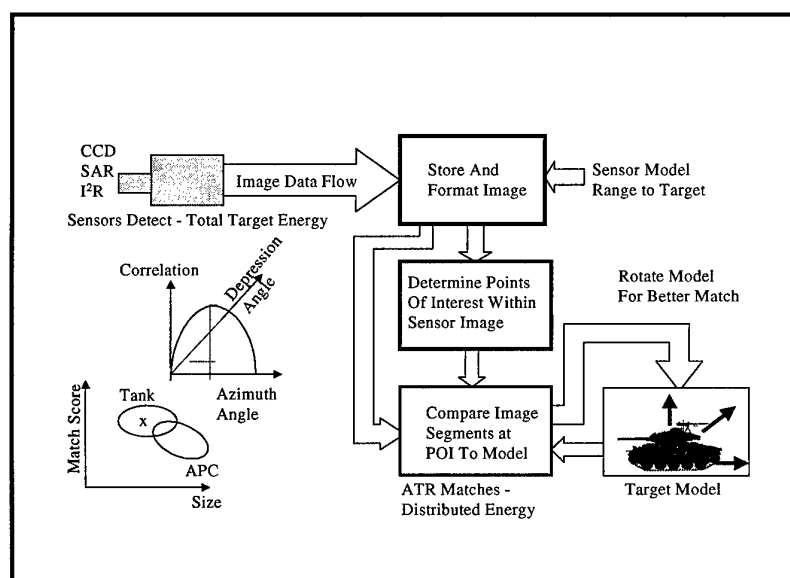 CCD
SAR
I²R
Image Data Flow
Sensors Detect - Total Target Energy
Store And
Format Image
Sensor Model
Range to Target
Correlation
Depression
Angle
Azimuth
Angle
Determine Points
Of Interest Within
Sensor Image
Rotate Model
For Better Match
Match Score
Tank
x
APC
Size
Compare Image
Segments at
POI To Model
ATR Matches -
Distributed Energy
Target Model